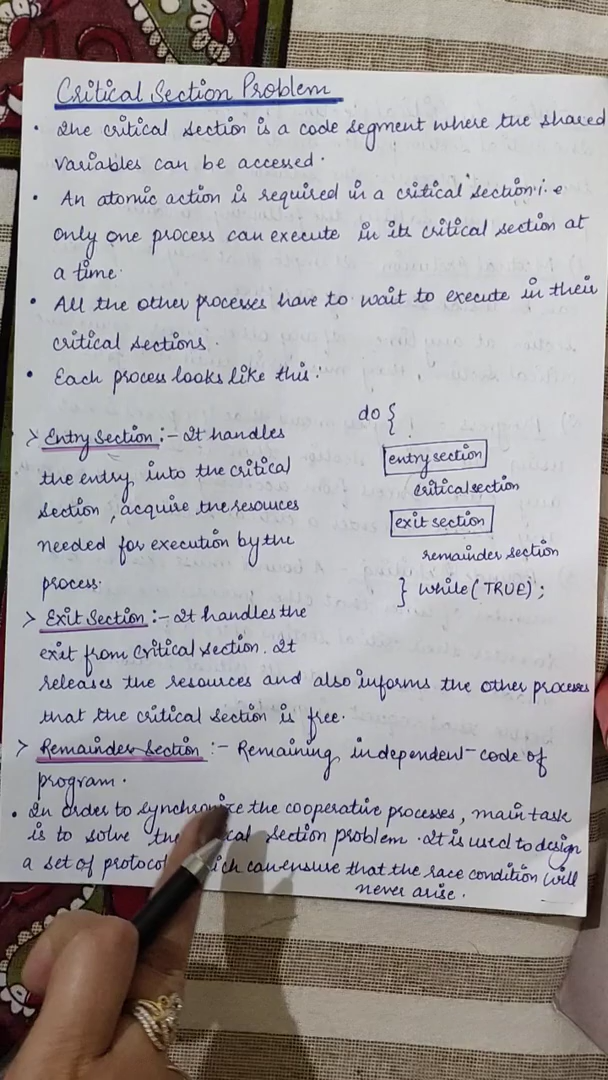 Critical Section Problem
• The critical section is a code segment where the shared
variables can be accessed.
• An atomic action is required in a critical section i.e
only one process can execute in its critical section at
a time.
• All the other processes have to wait to execute in their
critical sections.
• Each process looks like this:
do {
entry section
critical section
exit section
remainder section
} while (TRUE);
> Entry Section :- It handles
the entry into the critical
section, acquire the resources
needed for execution by the
process.
> Exit Section :- It handles the
exit from critical section. It
releases the resources and also informs the other processes
that the critical section is free.
> Remainder Section :- Remaining independent code of
program.
• In order to synchronize the cooperative processes, main task
is to solve the section problem. It is used to design
a set of can ensure that the race condition will
never arise.